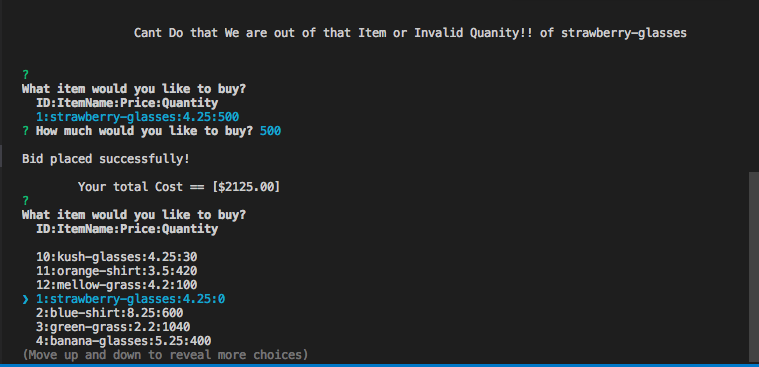 Cant Do that We are out of that Item or Invalid Quanity!! of strawberry-glasses
?
What item would you like to buy?
ID:ItemName:Price:Quantity
1:strawberry-glasses:4.25:500
? How much would you like to buy? 500
Bid placed successfully!
Your total Cost == [$2125.00]
?
What item would you like to buy?
ID:ItemName:Price:Quantity
10:kush-glasses:4.25:30
11:orange-shirt:3.5:420
12:mellow-grass:4.2:100
❯ 1:strawberry-glasses:4.25:0
2:blue-shirt:8.25:600
3:green-grass:2.2:1040
4:banana-glasses:5.25:400
(Move up and down to reveal more choices)